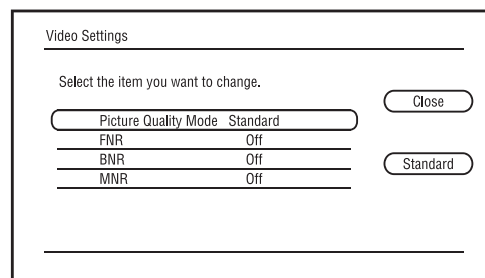 Video Settings
Select the item you want to change.
Close
Picture Quality Mode Standard
FNR Off
BNR Off
Standard
MNR Off